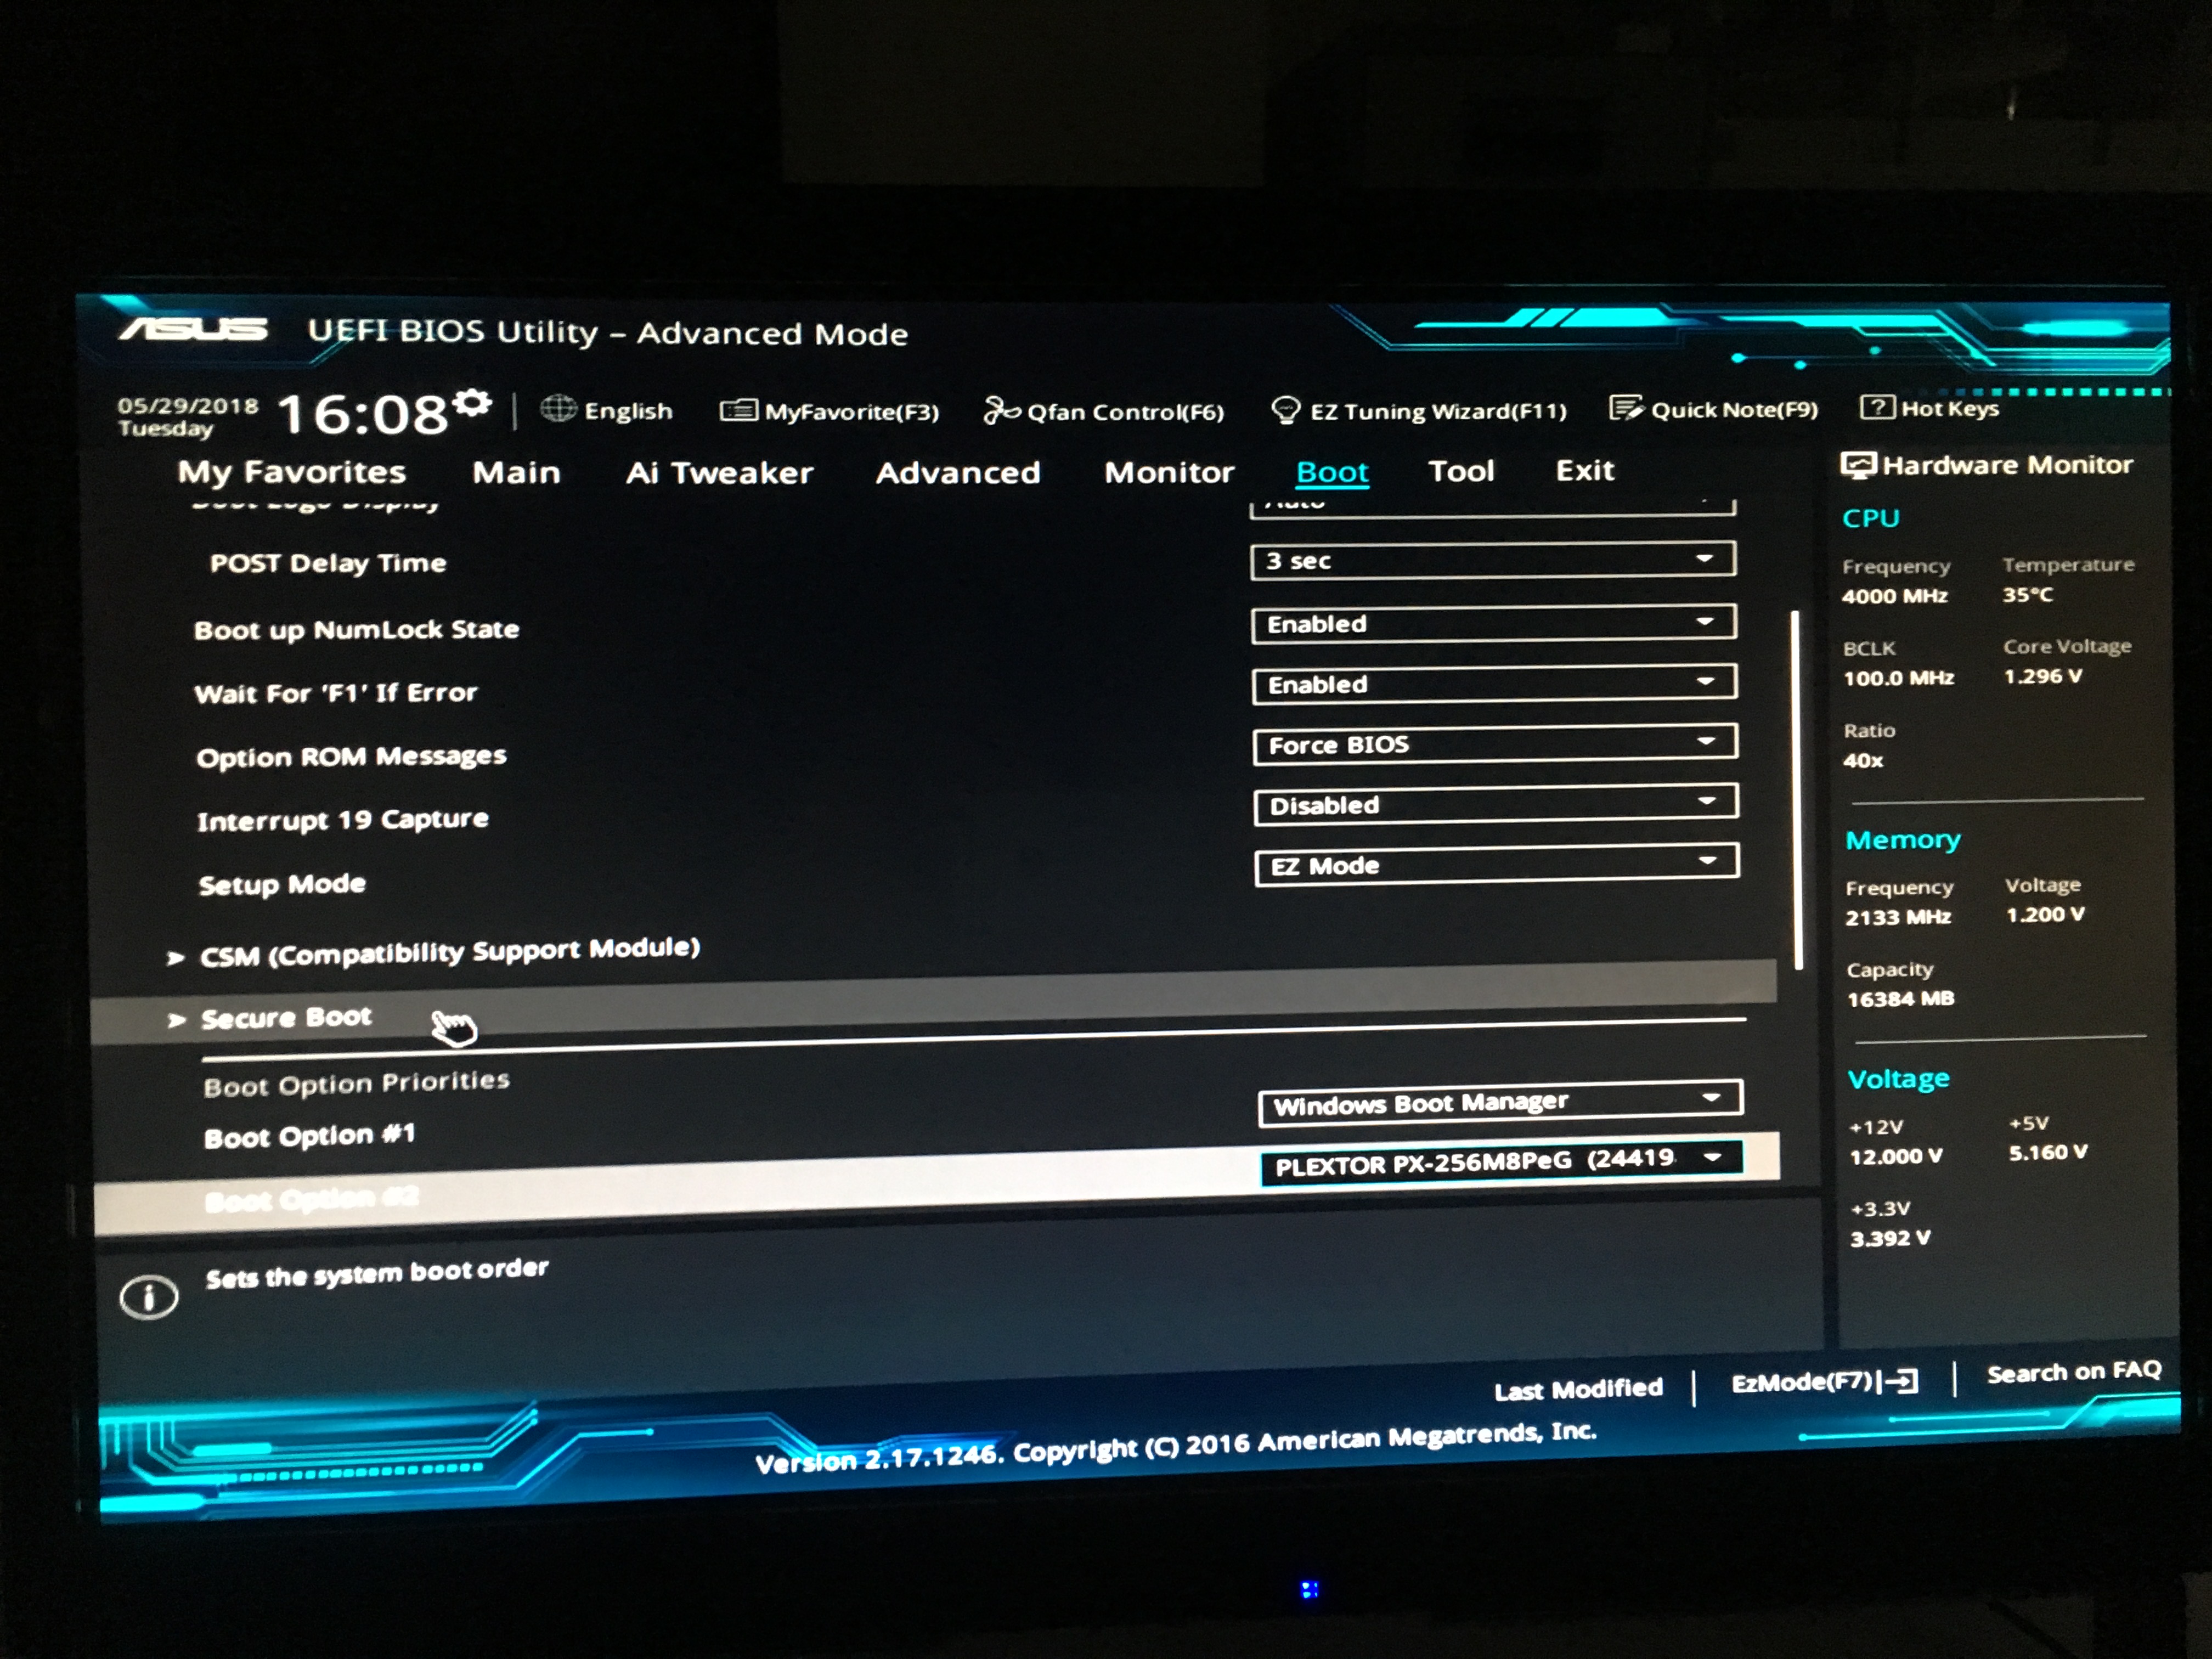 ASUS UEFI BIOS Utility – Advanced Mode
05/29/2018
Tuesday
16:08
English MyFavorite(F3) Qfan Control(F6) EZ Tuning Wizard(F11) Quick Note(F9) ? Hot Keys
My Favorites Main Ai Tweaker Advanced Monitor Boot Tool Exit
Boot Logo Display Auto
POST Delay Time 3 sec
Boot up NumLock State Enabled
Wait For 'F1' If Error Enabled
Option ROM Messages Force BIOS
Interrupt 19 Capture Disabled
Setup Mode EZ Mode
CSM (Compatibility Support Module)
Secure Boot
Boot Option Priorities
Boot Option #1 Windows Boot Manager
Boot Option #2 PLEXTOR PX-256M8PeG (24419
Sets the system boot order
Hardware Monitor
CPU
Frequency Temperature
4000 MHz 35°C
BCLK Core Voltage
100.0 MHz 1.296 V
Ratio
40x
Memory
Frequency Voltage
2133 MHz 1.200 V
Capacity
16384 MB
Voltage
+12V +5V
12.000 V 5.160 V
+3.3V
3.392 V
Last Modified EzMode(F7) Search on FAQ
Version 2.17.1246. Copyright (C) 2016 American Megatrends, Inc.